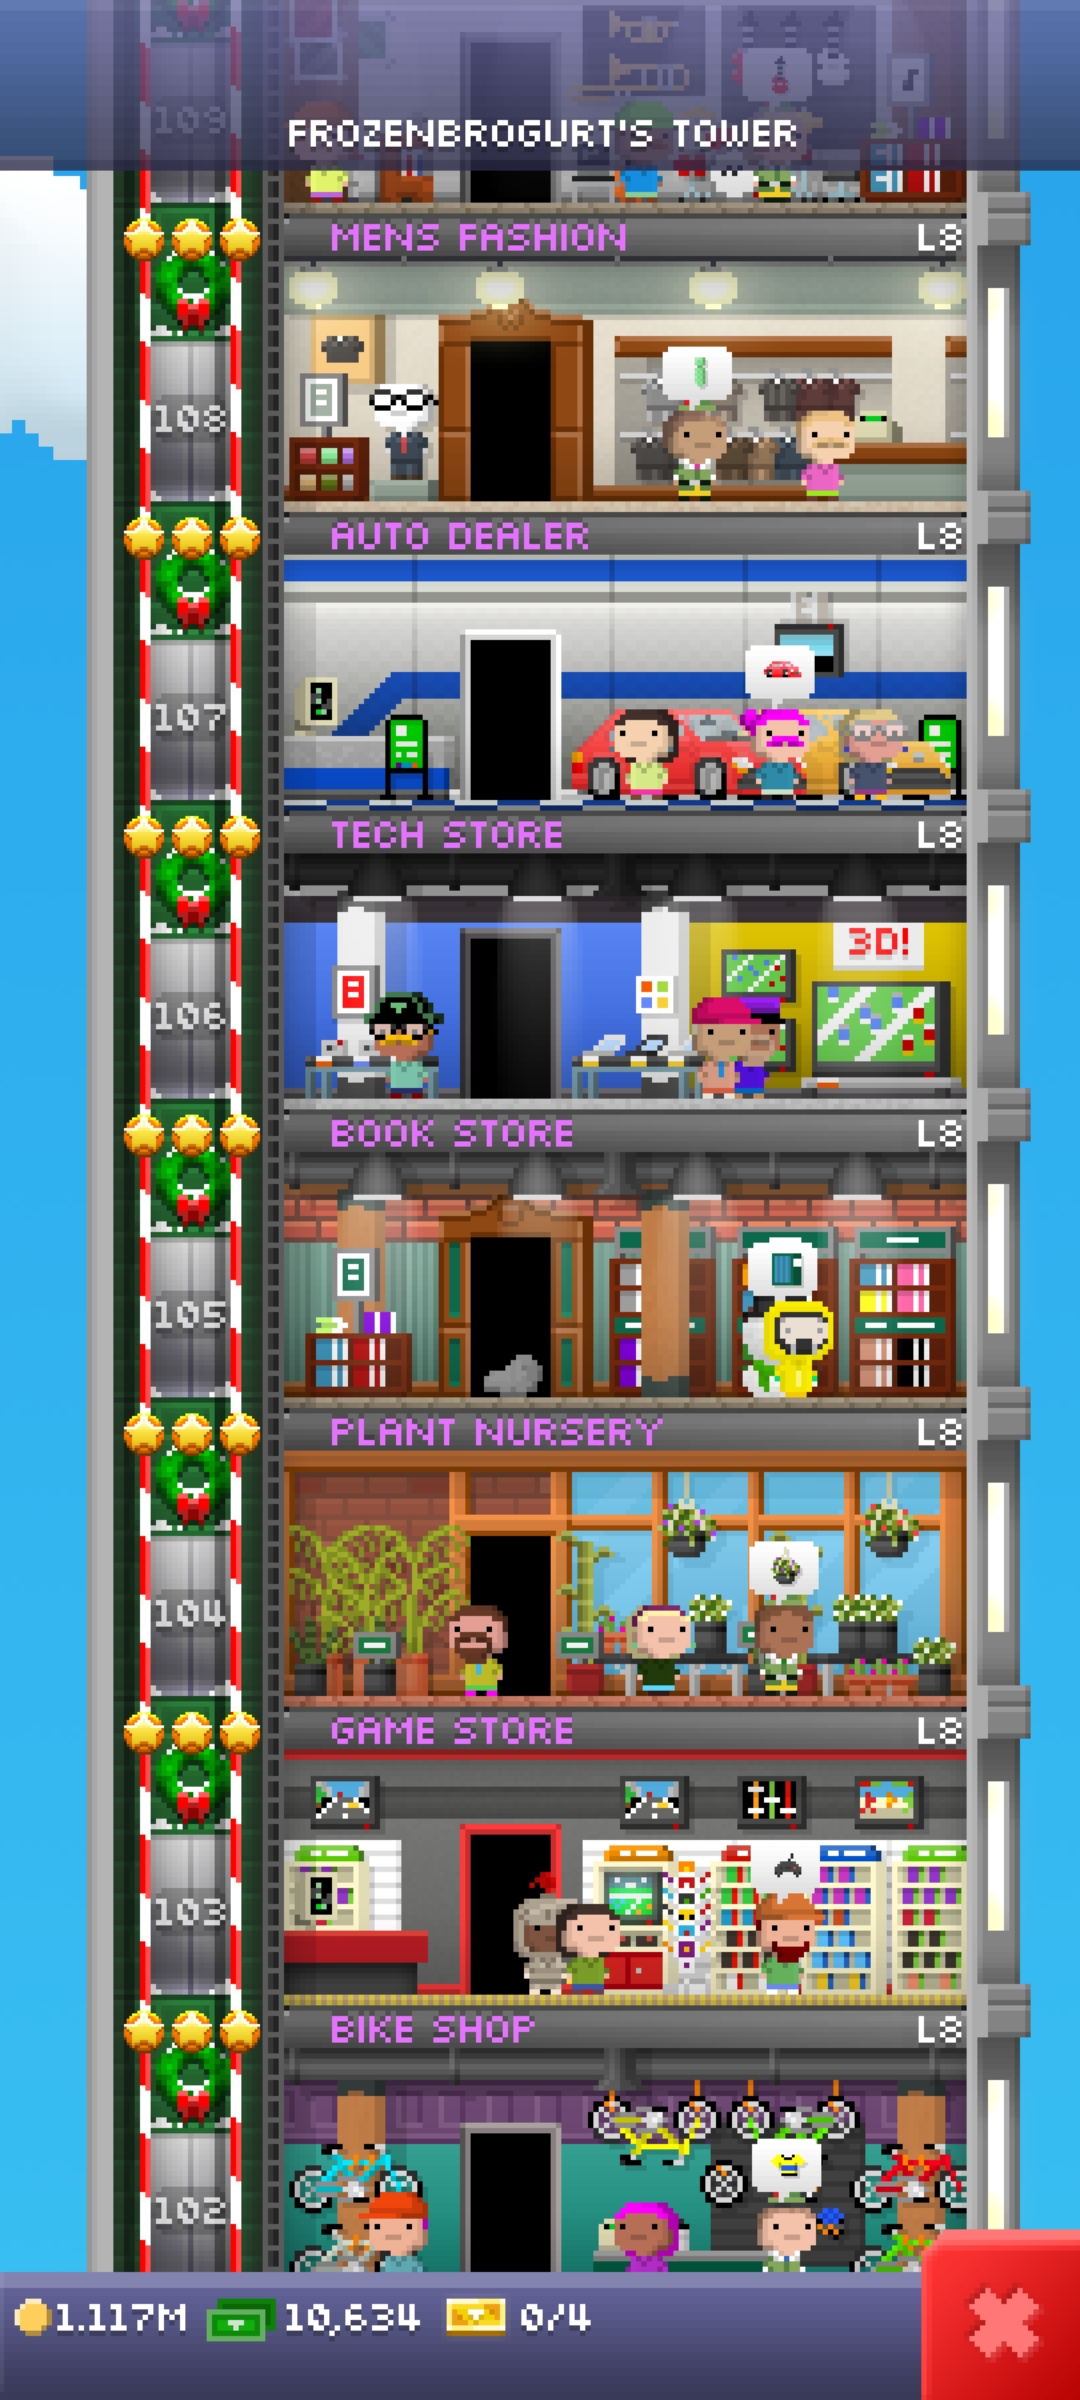 109
FROZENBROGURT'S TOWER
MENS FASHION L8
108
AUTO DEALER L8
107
TECH STORE L8
3D!
106
BOOK STORE L8
105
PLANT NURSERY L8
104
GAME STORE L8
103
BIKE SHOP L8
102
1.117M 10,634 0/4